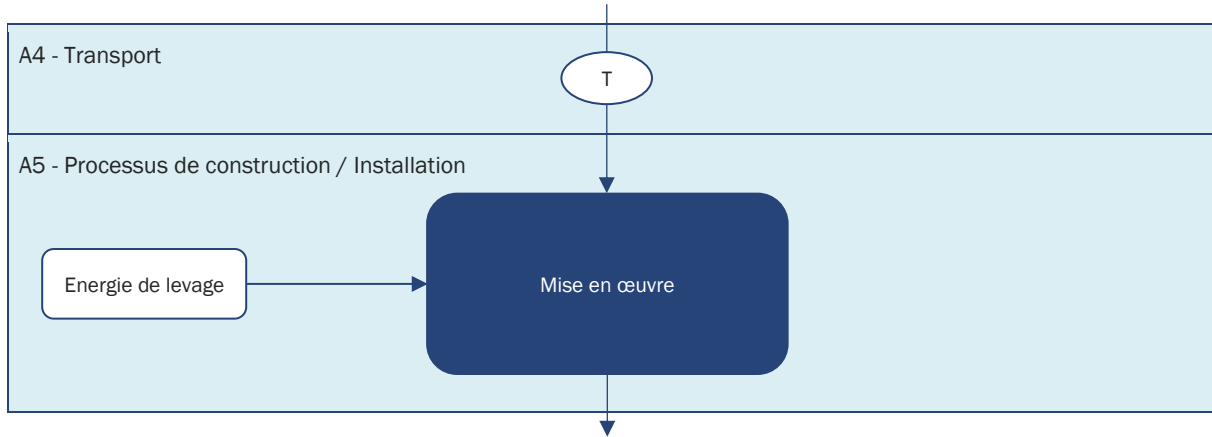 A4 - Transport
T
A5 - Processus de construction / Installation
Energie de levage
Mise en œuvre